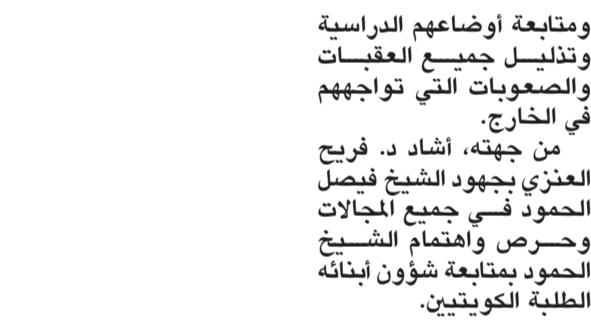 ومتابعة أوضاعهم الدراسية
وتذليل جميع العقبات
والصعوبات التي تواجههم
في الخارج.
من جهته، أشاد د. فريح
العنزي بجهود الشيخ فيصل
الحمود في جميع المجالات
وحرص واهتمام الشيخ
الحمود بمتابعة شؤون أبنائه
الطلبة الكويتيين.